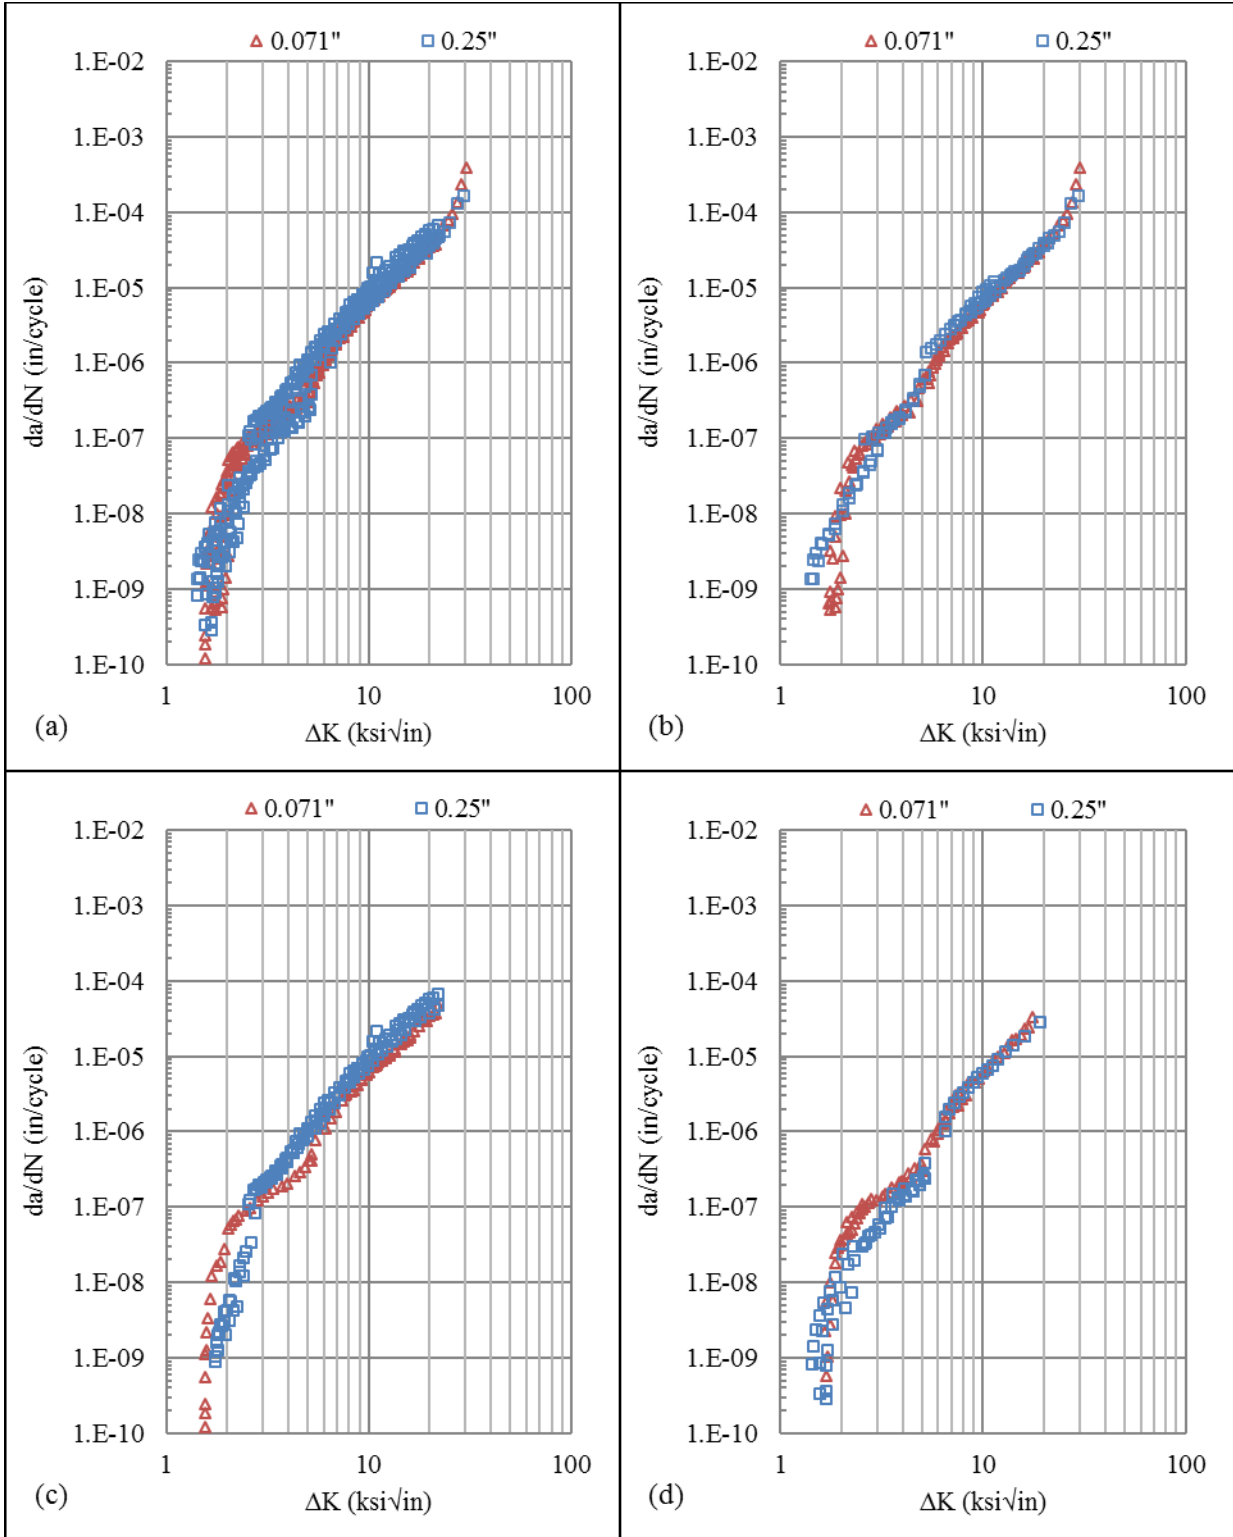 0.071" 0.25"
1.E-02
1.E-03
1.E-04
1.E-05
1.E-06
1.E-07
1.E-08
1.E-09
1.E-10
da/dN (in/cycle)
1 10 100
ΔK (ksi√in)
(a)
0.071" 0.25"
1.E-02
1.E-03
1.E-04
1.E-05
1.E-06
1.E-07
1.E-08
1.E-09
1.E-10
da/dN (in/cycle)
1 10 100
ΔK (ksi√in)
(b)
0.071" 0.25"
1.E-02
1.E-03
1.E-04
1.E-05
1.E-06
1.E-07
1.E-08
1.E-09
1.E-10
da/dN (in/cycle)
1 10 100
ΔK (ksi√in)
(c)
0.071" 0.25"
1.E-02
1.E-03
1.E-04
1.E-05
1.E-06
1.E-07
1.E-08
1.E-09
1.E-10
da/dN (in/cycle)
1 10 100
ΔK (ksi√in)
(d)